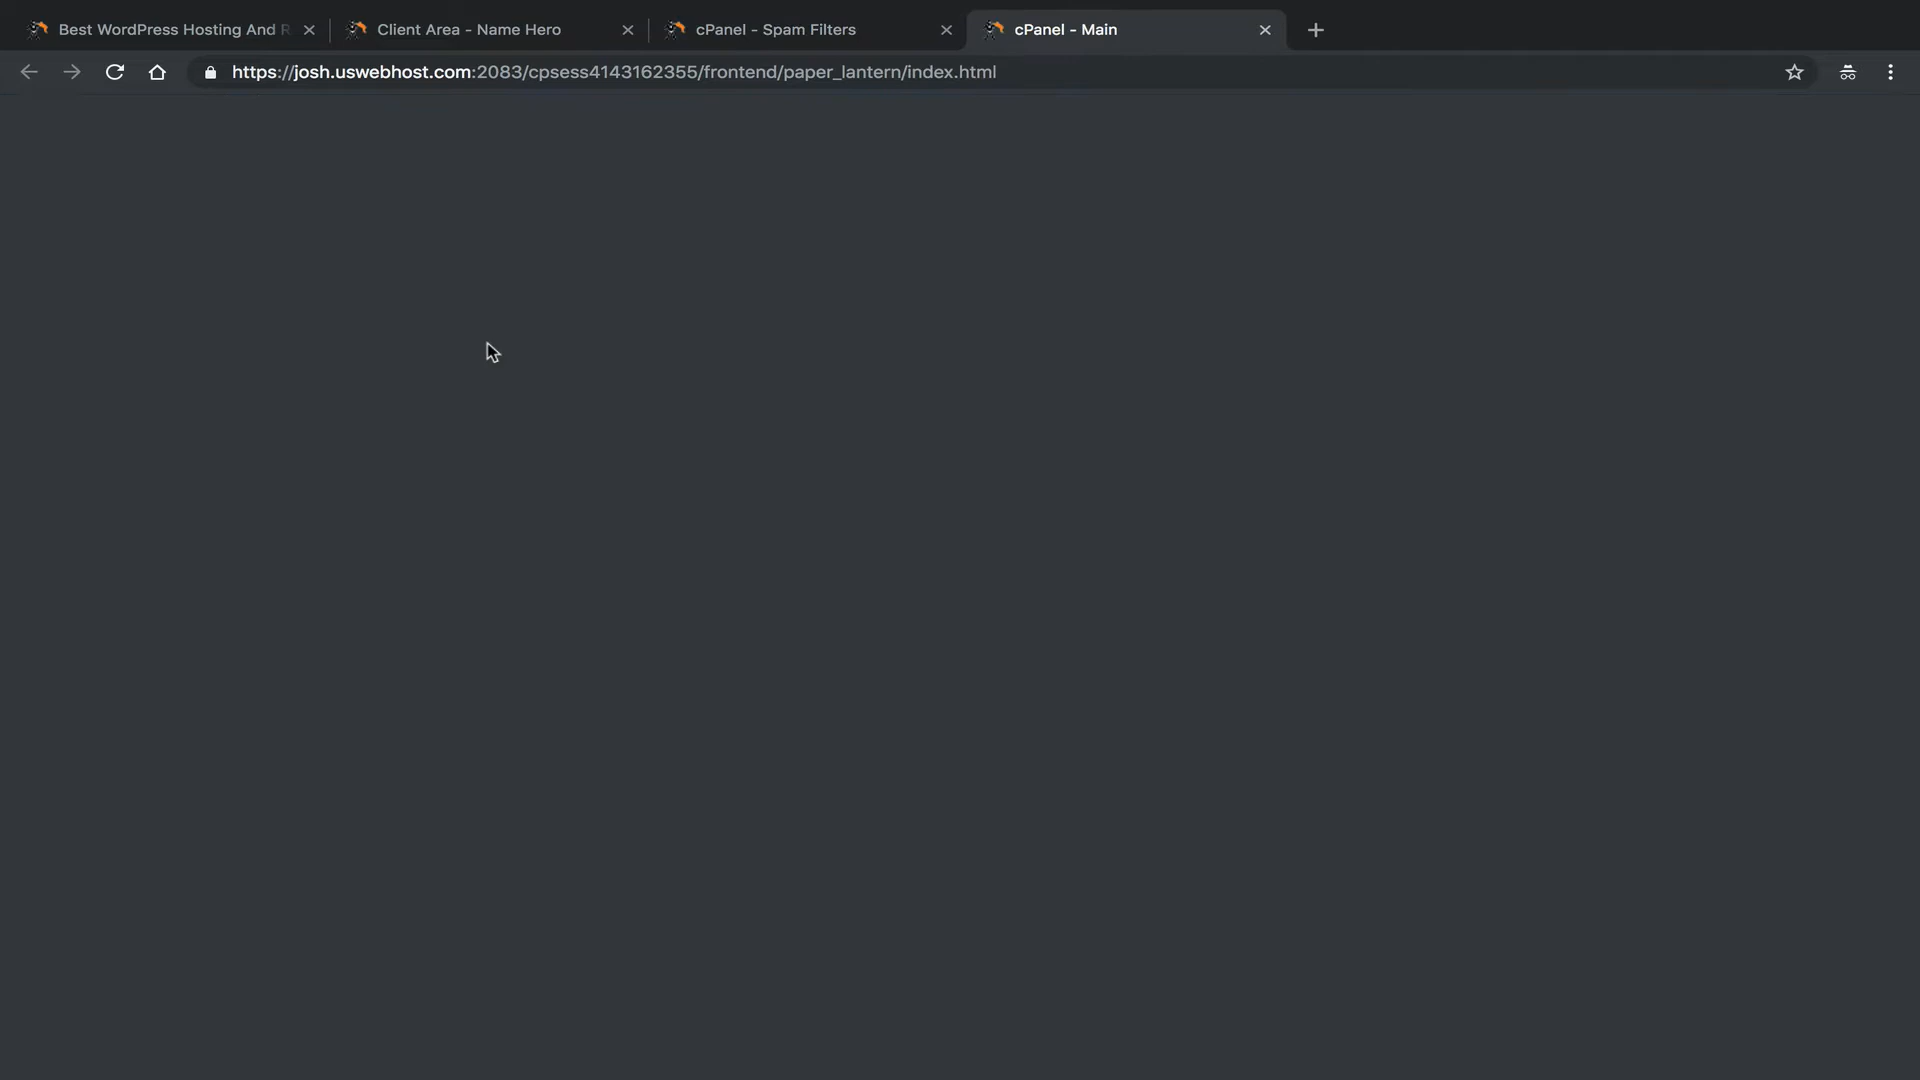 Best WordPress Hosting And R
Client Area - Name Hero
cPanel - Spam Filters
cPanel - Main
https://josh.uswebhost.com:2083/cpsess4143162355/frontend/paper_lantern/index.html